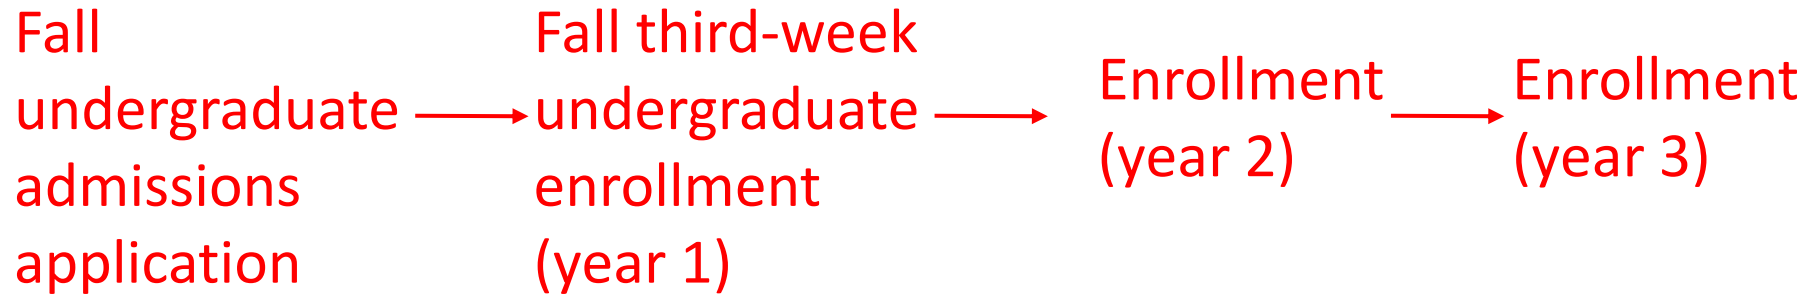 Fall
undergraduate
admissions
application
Fall third-week
undergraduate
enrollment
(year 1)
Enrollment
(year 2)
Enrollment
(year 3)